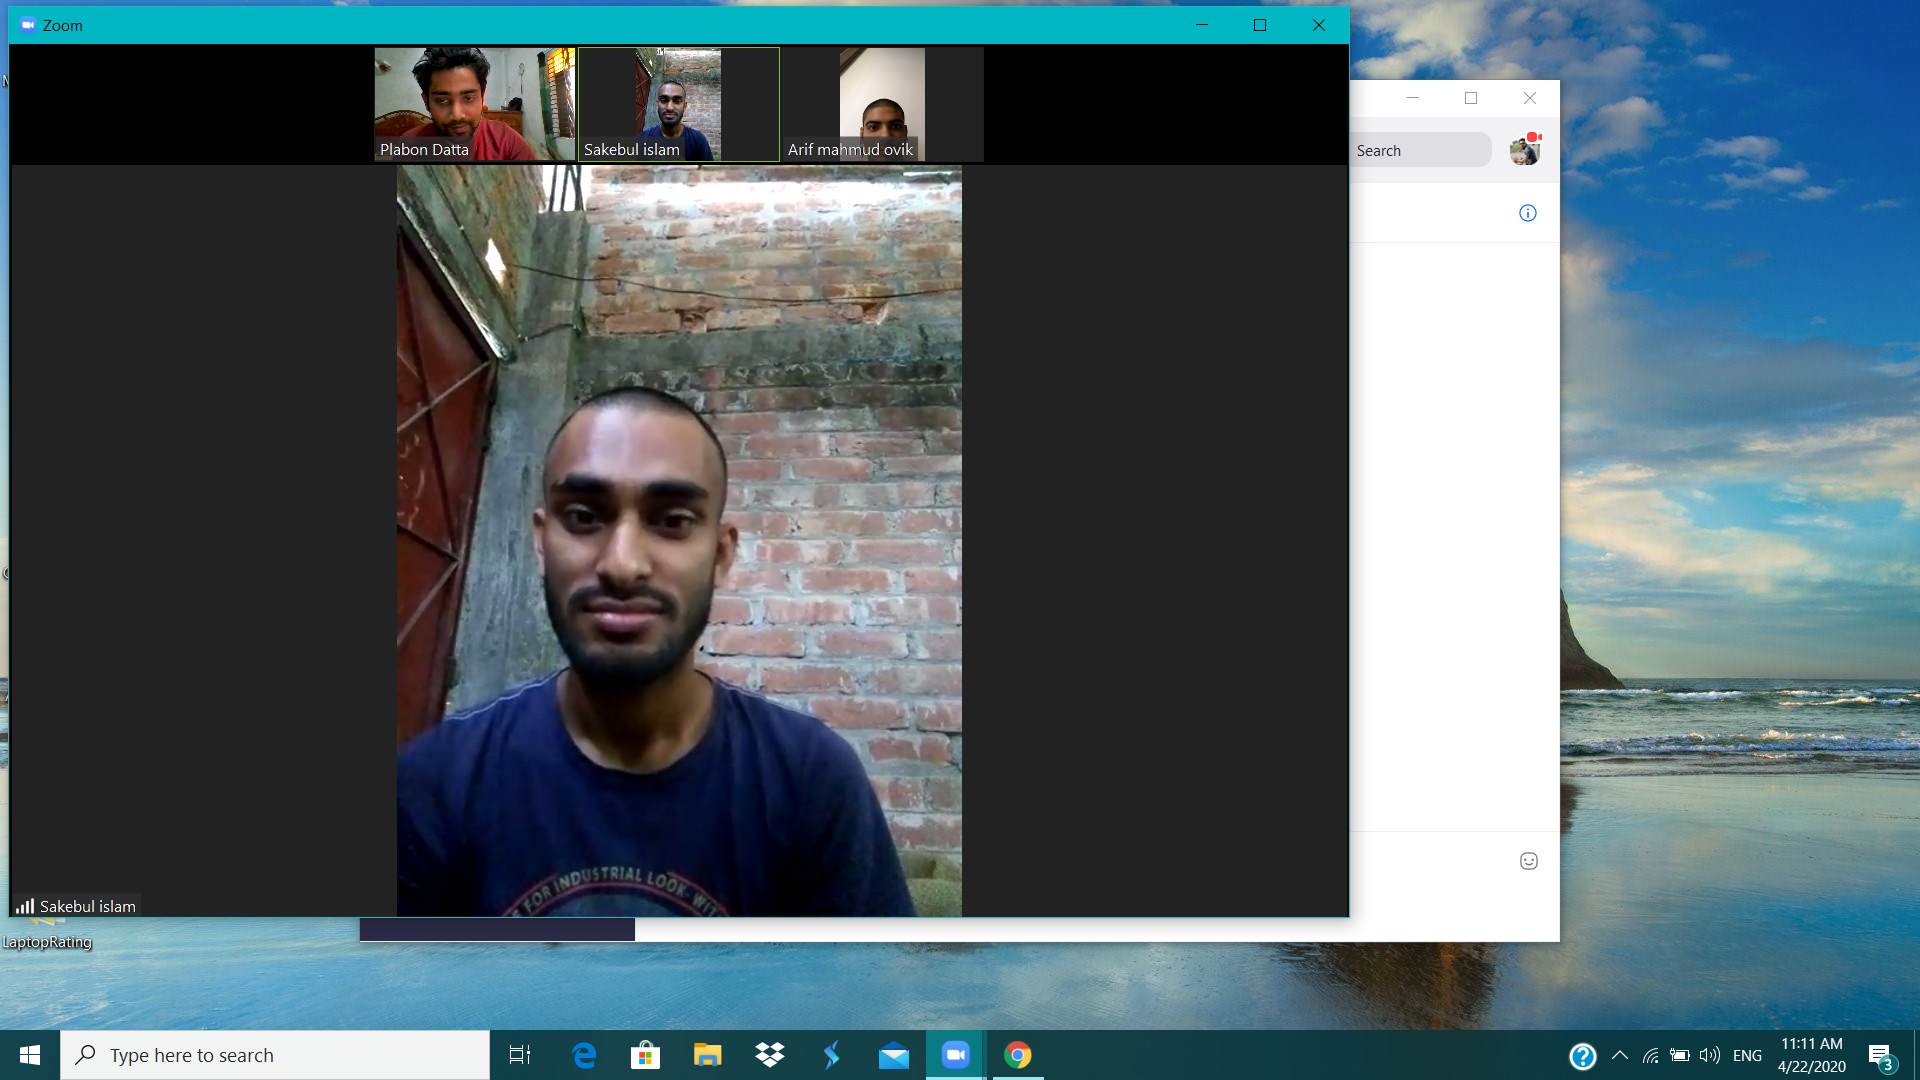 Zoom
Plabon Datta
Sakebul islam
Arif mahmud ovik
Search
FOR INDUSTRIAL LOOK- WIT
Sakebul islam
LaptopRating
Type here to search
ENG
11:11 AM
4/22/2020
3